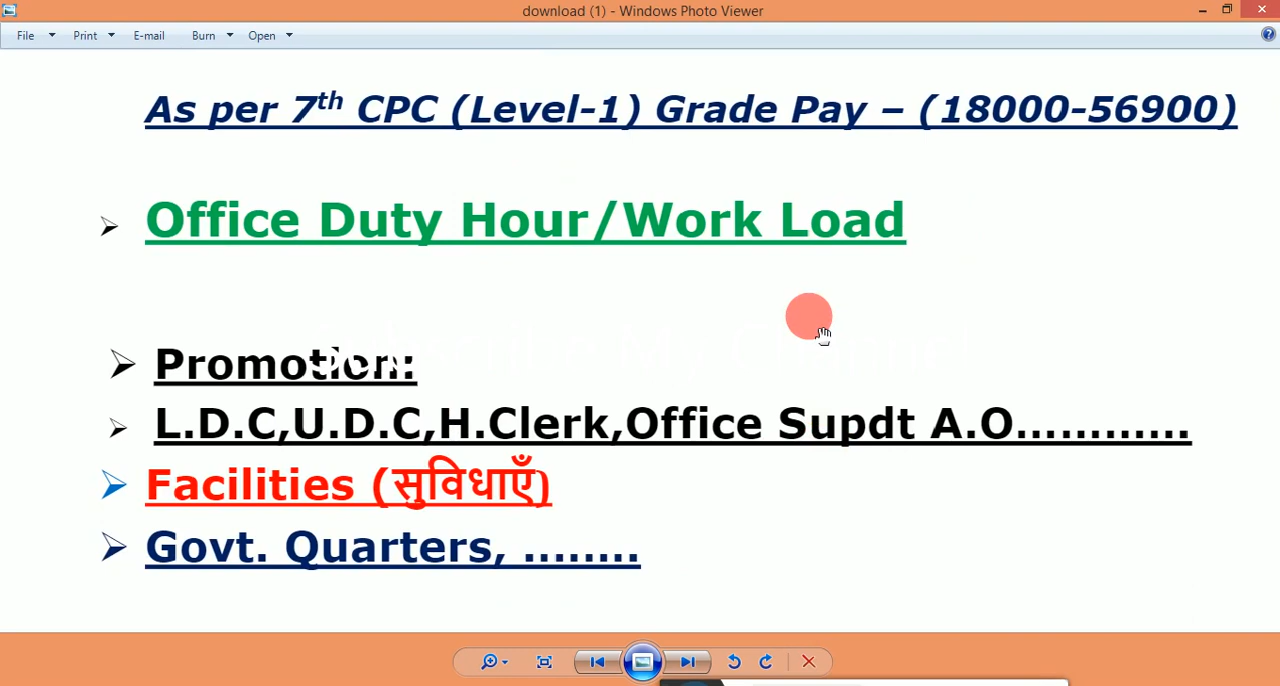 download (1) - Windows Photo Viewer
File Print E-mail Burn Open
As per 7th CPC (Level-1) Grade Pay – (18000-56900)
Office Duty Hour/Work Load
Promotion:
L.D.C,U.D.C,H.Clerk,Office Supdt A.O............
Facilities (सुविधाएँ)
Govt. Quarters, ........